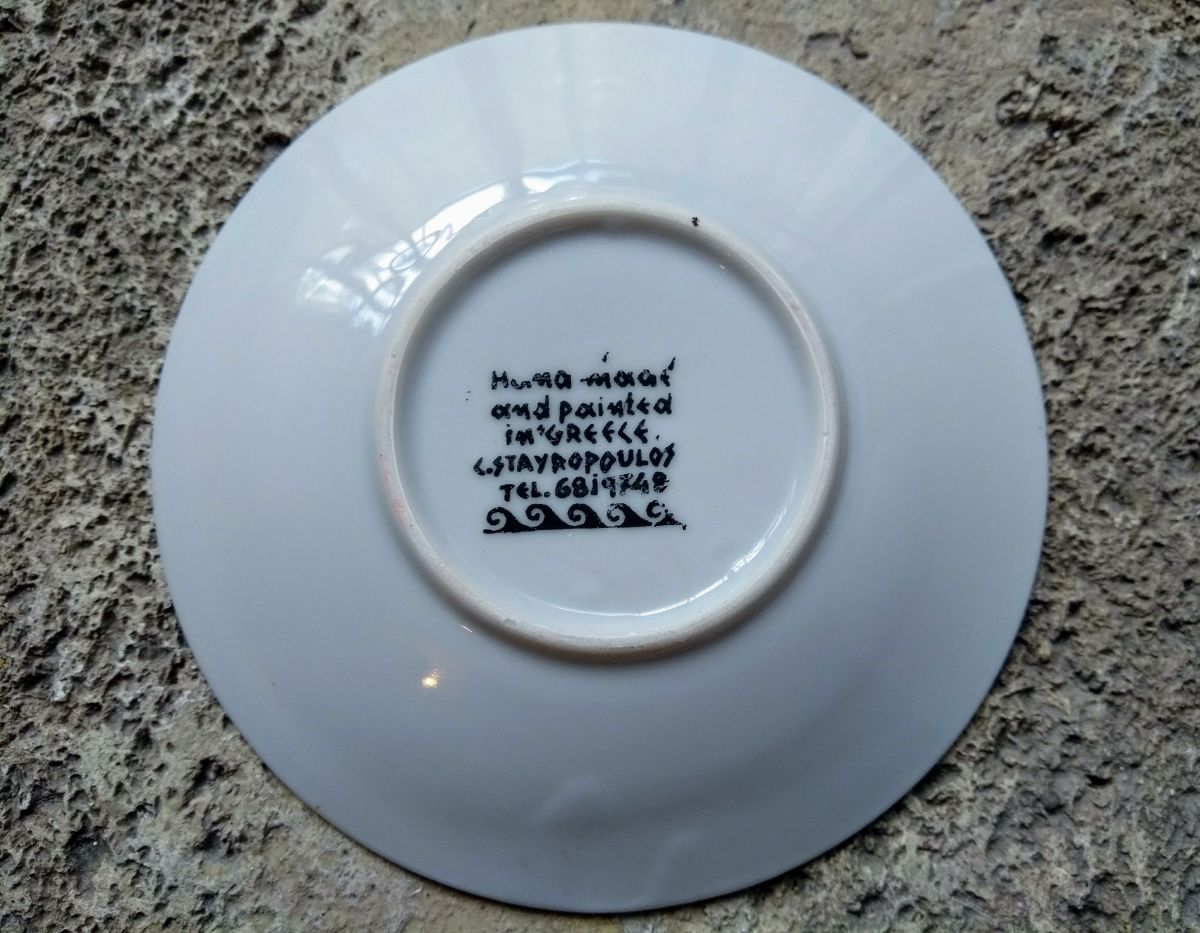 Hand made
and painted
in GREECE.
C.STAYROPOULOS
TEL. 6819748